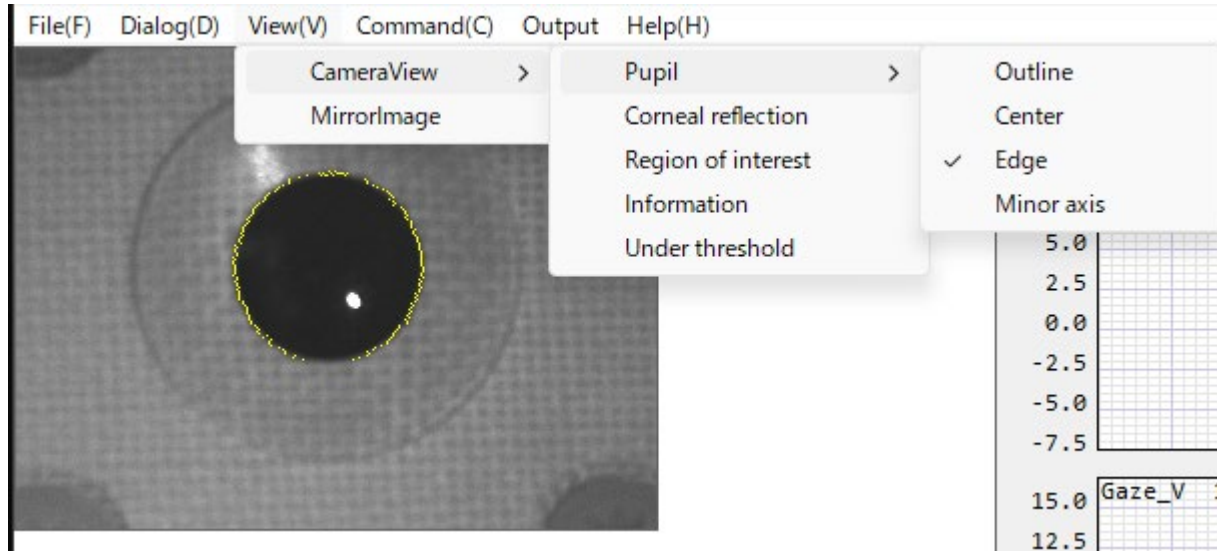 File(F) Dialog(D) View(V) Command(C) Output Help(H)
CameraView >
MirrorImage
Pupil >
Corneal reflection
Region of interest
Information
Under threshold
Outline
Center
✓ Edge
Minor axis
5.0
2.5
0.0
-2.5
-5.0
-7.5
15.0
Gaze_V
12.5